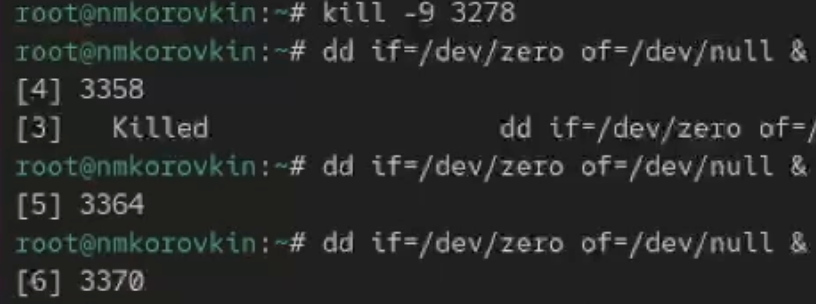 root@nmkorovkin:~# kill -9 3278
root@nmkorovkin:~# dd if=/dev/zero of=/dev/null &
[4] 3358
[3]   Killed                  dd if=/dev/zero of=/
root@nmkorovkin:~# dd if=/dev/zero of=/dev/null &
[5] 3364
root@nmkorovkin:~# dd if=/dev/zero of=/dev/null &
[6] 3370